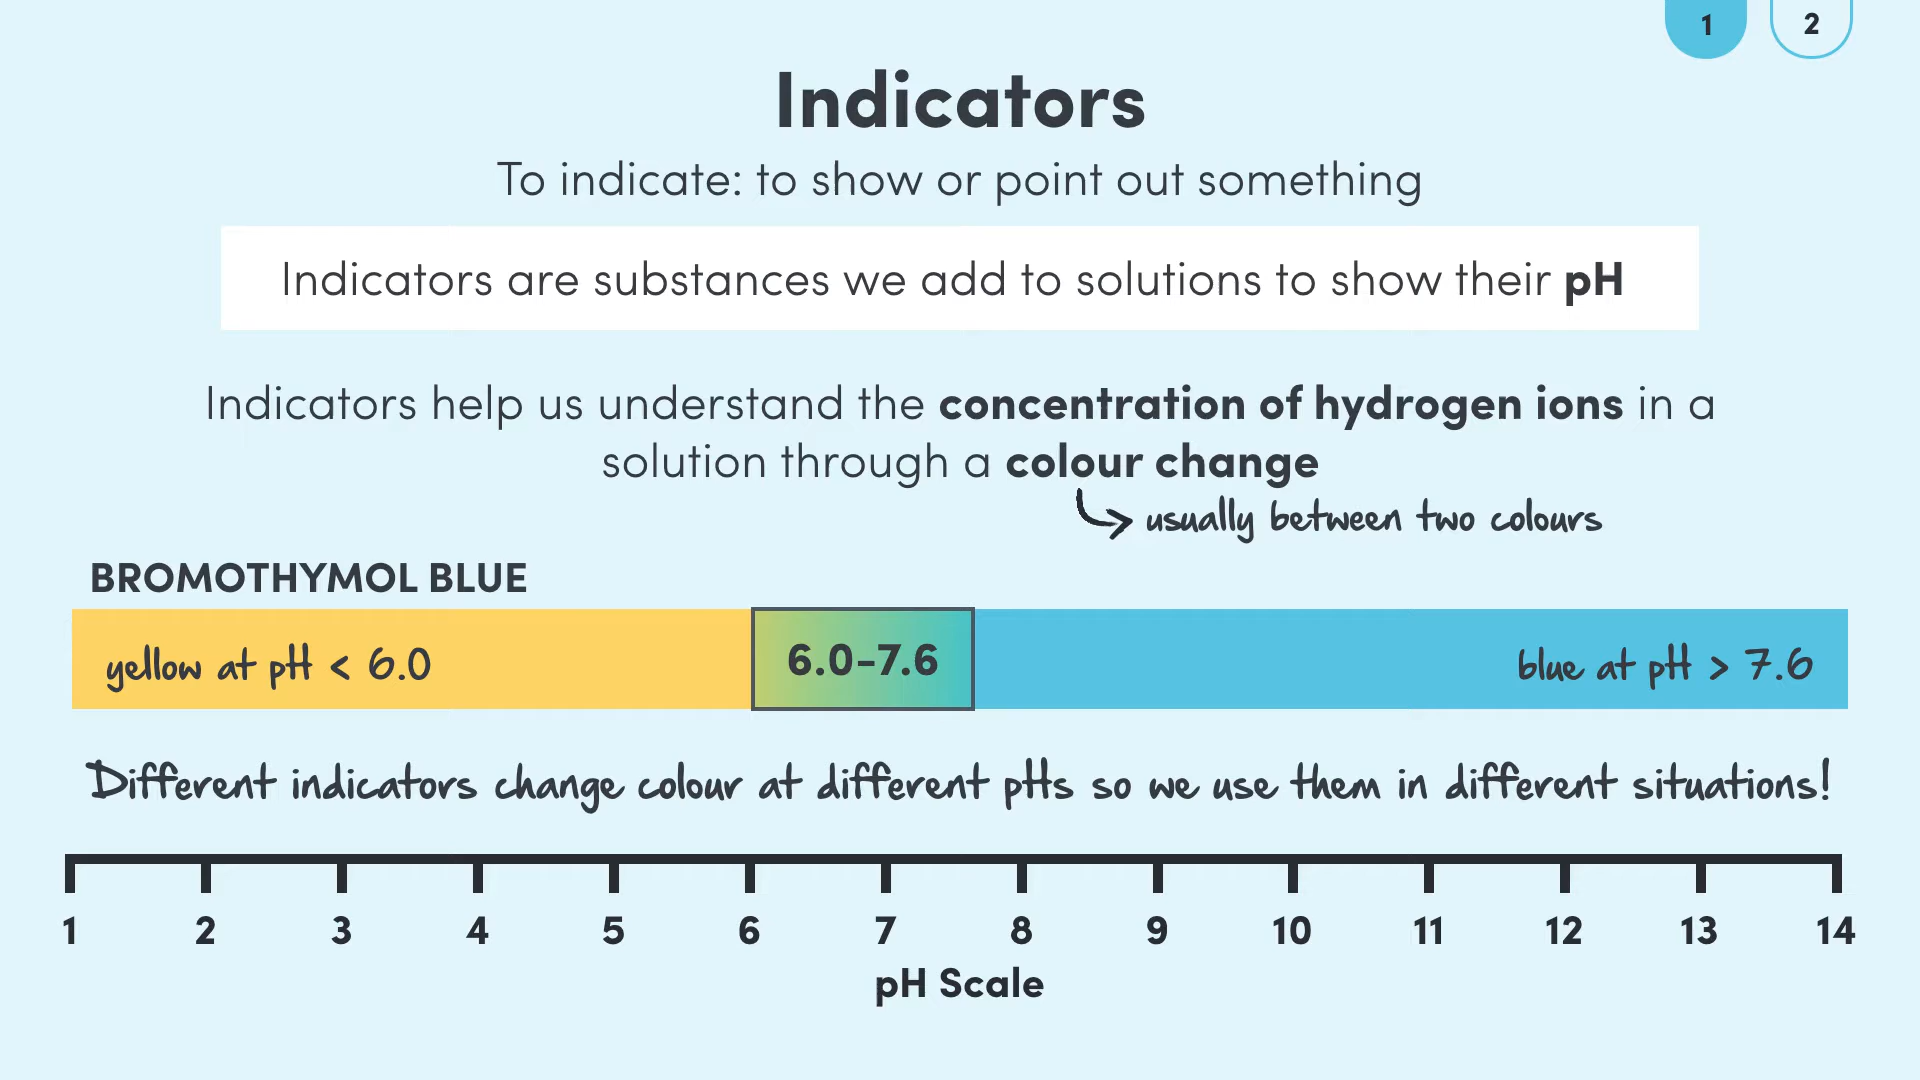 1 2
Indicators
To indicate: to show or point out something
Indicators are substances we add to solutions to show their pH
Indicators help us understand the concentration of hydrogen ions in a
solution through a colour change
usually between two colours
BROMOTHYMOL BLUE
yellow at pH < 6.0 6.0-7.6 blue at pH > 7.6
Different indicators change colour at different pHs so we use them in different situations!
1 2 3 4 5 6 7 8 9 10 11 12 13 14
pH Scale